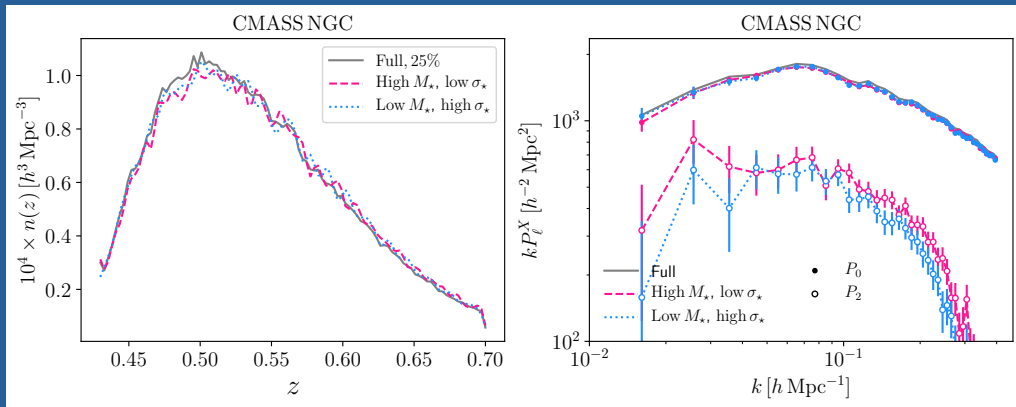 CMASS NGC
10⁴ × n(z) [h³ Mpc⁻³]
1.0
0.8
0.6
0.4
0.2
Full, 25%
High M⋆, low σ⋆
Low M⋆, high σ⋆
0.45 0.50 0.55 0.60 0.65 0.70
z
CMASS NGC
kP_ℓ^X [h⁻² Mpc²]
10³
10²
Full
High M⋆, low σ⋆
Low M⋆, high σ⋆
P₀
P₂
10⁻² 10⁻¹
k [h Mpc⁻¹]